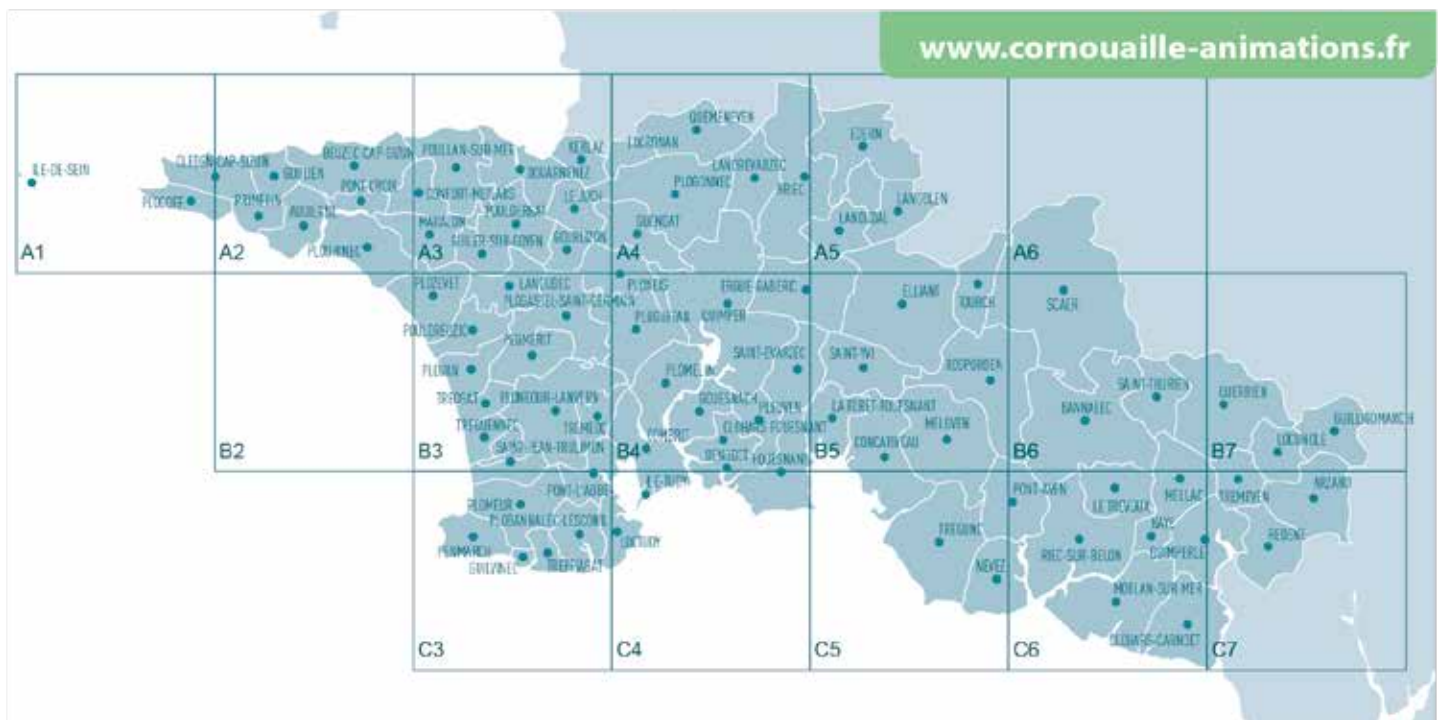 www.cornouaille-animations.fr
QUEMENEVEN
EDERN
LOCRONAN
KERLAZ
POULLAN-SUR-MER
BEUZEC-CAP-SIZUN
CLEDEN-CAP-SIZUN
GOULIEN
DOUARNENEZ
LANDREVARZEC
BRIEC
ILE-DE-SEIN
PLOGOFF
PRIMELIN
PONT-CROIX
CONFORT-MEILARS
LE JUCH
PLOGONNEC
LANGOLEN
AUDIERNE
MAHALON
POULDERGAT
GUENGAT
LANDUDAL
PLOUHINEC
GUILER-SUR-GOYEN
GOURLIZON
A1
A2
A3
A4
A5
A6
PLOZEVET
LANDUDEC
PLONEIS
ERGUE-GABERIC
ELLIANT
TOURCH
SCAER
PLOGASTEL-SAINT-GERMAIN
PLUGUFFAN
QUIMPER
POULDREUZIC
PEUMERIT
SAINT-EVARZEC
SAINT-YVI
ROSPORDEN
PLOVAN
PLOMELIN
SAINT-THURIEN
GUERRIEN
TREOGAT
PLONEOUR-LANVERN
GOUESNACH
PLEUVEN
LA FORET-FOUESNANT
BANNALEC
GUILLIGOMARCH
TREGUENNEC
TREMEOC
CLOHARS-FOUESNANT
MELGVEN
LOCUNOLE
SAINT-JEAN-TROLIMON
COMBRIT
BENODET
FOUESNANT
CONCARNEAU
B2
B3
B4
B5
B6
B7
PONT-L'ABBE
ILE-TUDY
PONT-AVEN
LE TREVOUX
MELLAC
TREMEVEN
ARZANO
PLOMEUR
PLOBANNALEC-LESCONIL
TREGUNC
BAYE
REDENE
PENMARCH
LOCTUDY
RIEC-SUR-BELON
QUIMPERLE
GUILVINEC
TREFFIAGAT
NEVEZ
MOELAN-SUR-MER
CLOHARS-CARNOET
C3
C4
C5
C6
C7